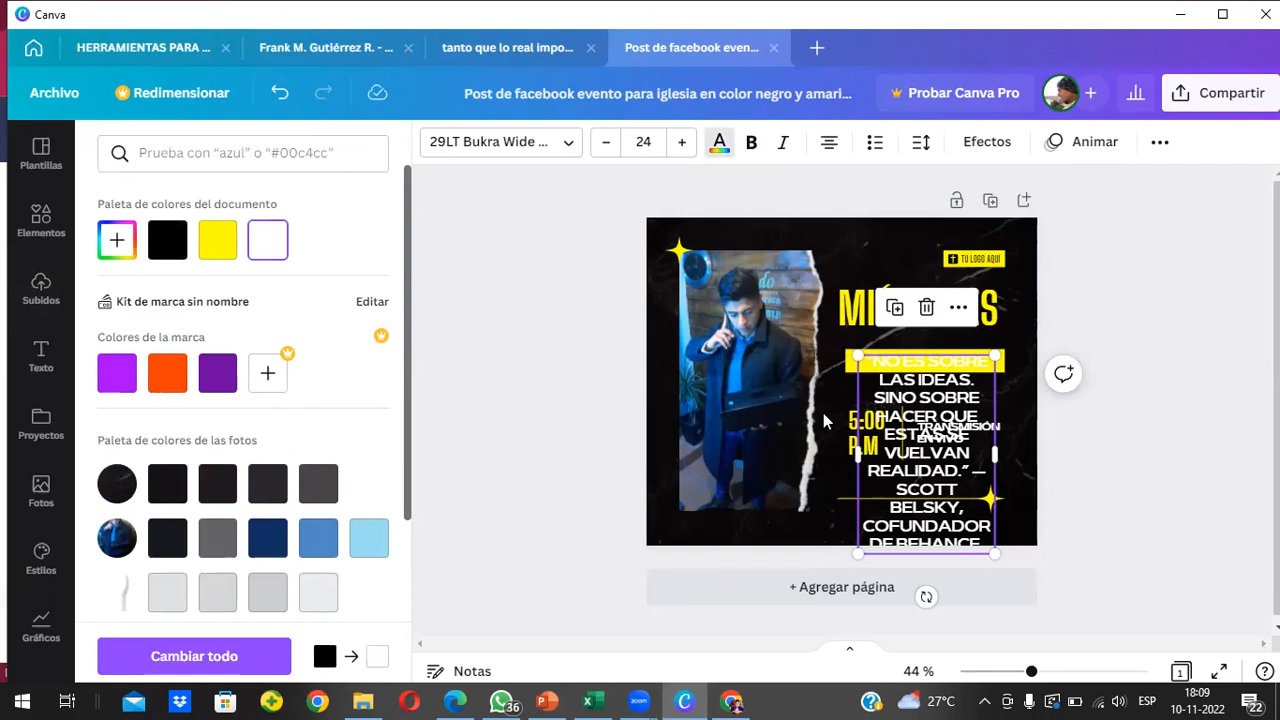 Canva
HERRAMIENTAS PARA ...
Frank M. Gutiérrez R. - ...
tanto que lo real impo...
Post de facebook even...
Archivo
Redimensionar
Post de facebook evento para iglesia en color negro y amari...
Probar Canva Pro
Compartir
Plantillas
Elementos
Subidos
Texto
Proyectos
Fotos
Estilos
Gráficos
Prueba con “azul” o “#00c4cc”
Paleta de colores del documento
Kit de marca sin nombre
Editar
Colores de la marca
Paleta de colores de las fotos
Cambiar todo
29LT Bukra Wide ...
24
A
B
I
Efectos
Animar
TU LOGO AQUÍ
"NO ES SOBRE
LAS IDEAS.
SINO SOBRE
HACER QUE
ESTAS SE
VUELVAN
REALIDAD.” —
SCOTT
BELSKY,
COFUNDADOR
DE BEHANCE
5:00
P.M
TRANSMISIÓN
EN VIVO
+ Agregar página
Notas
44 %
1
36
zoom
27°C
ESP
18:09
10-11-2022
22